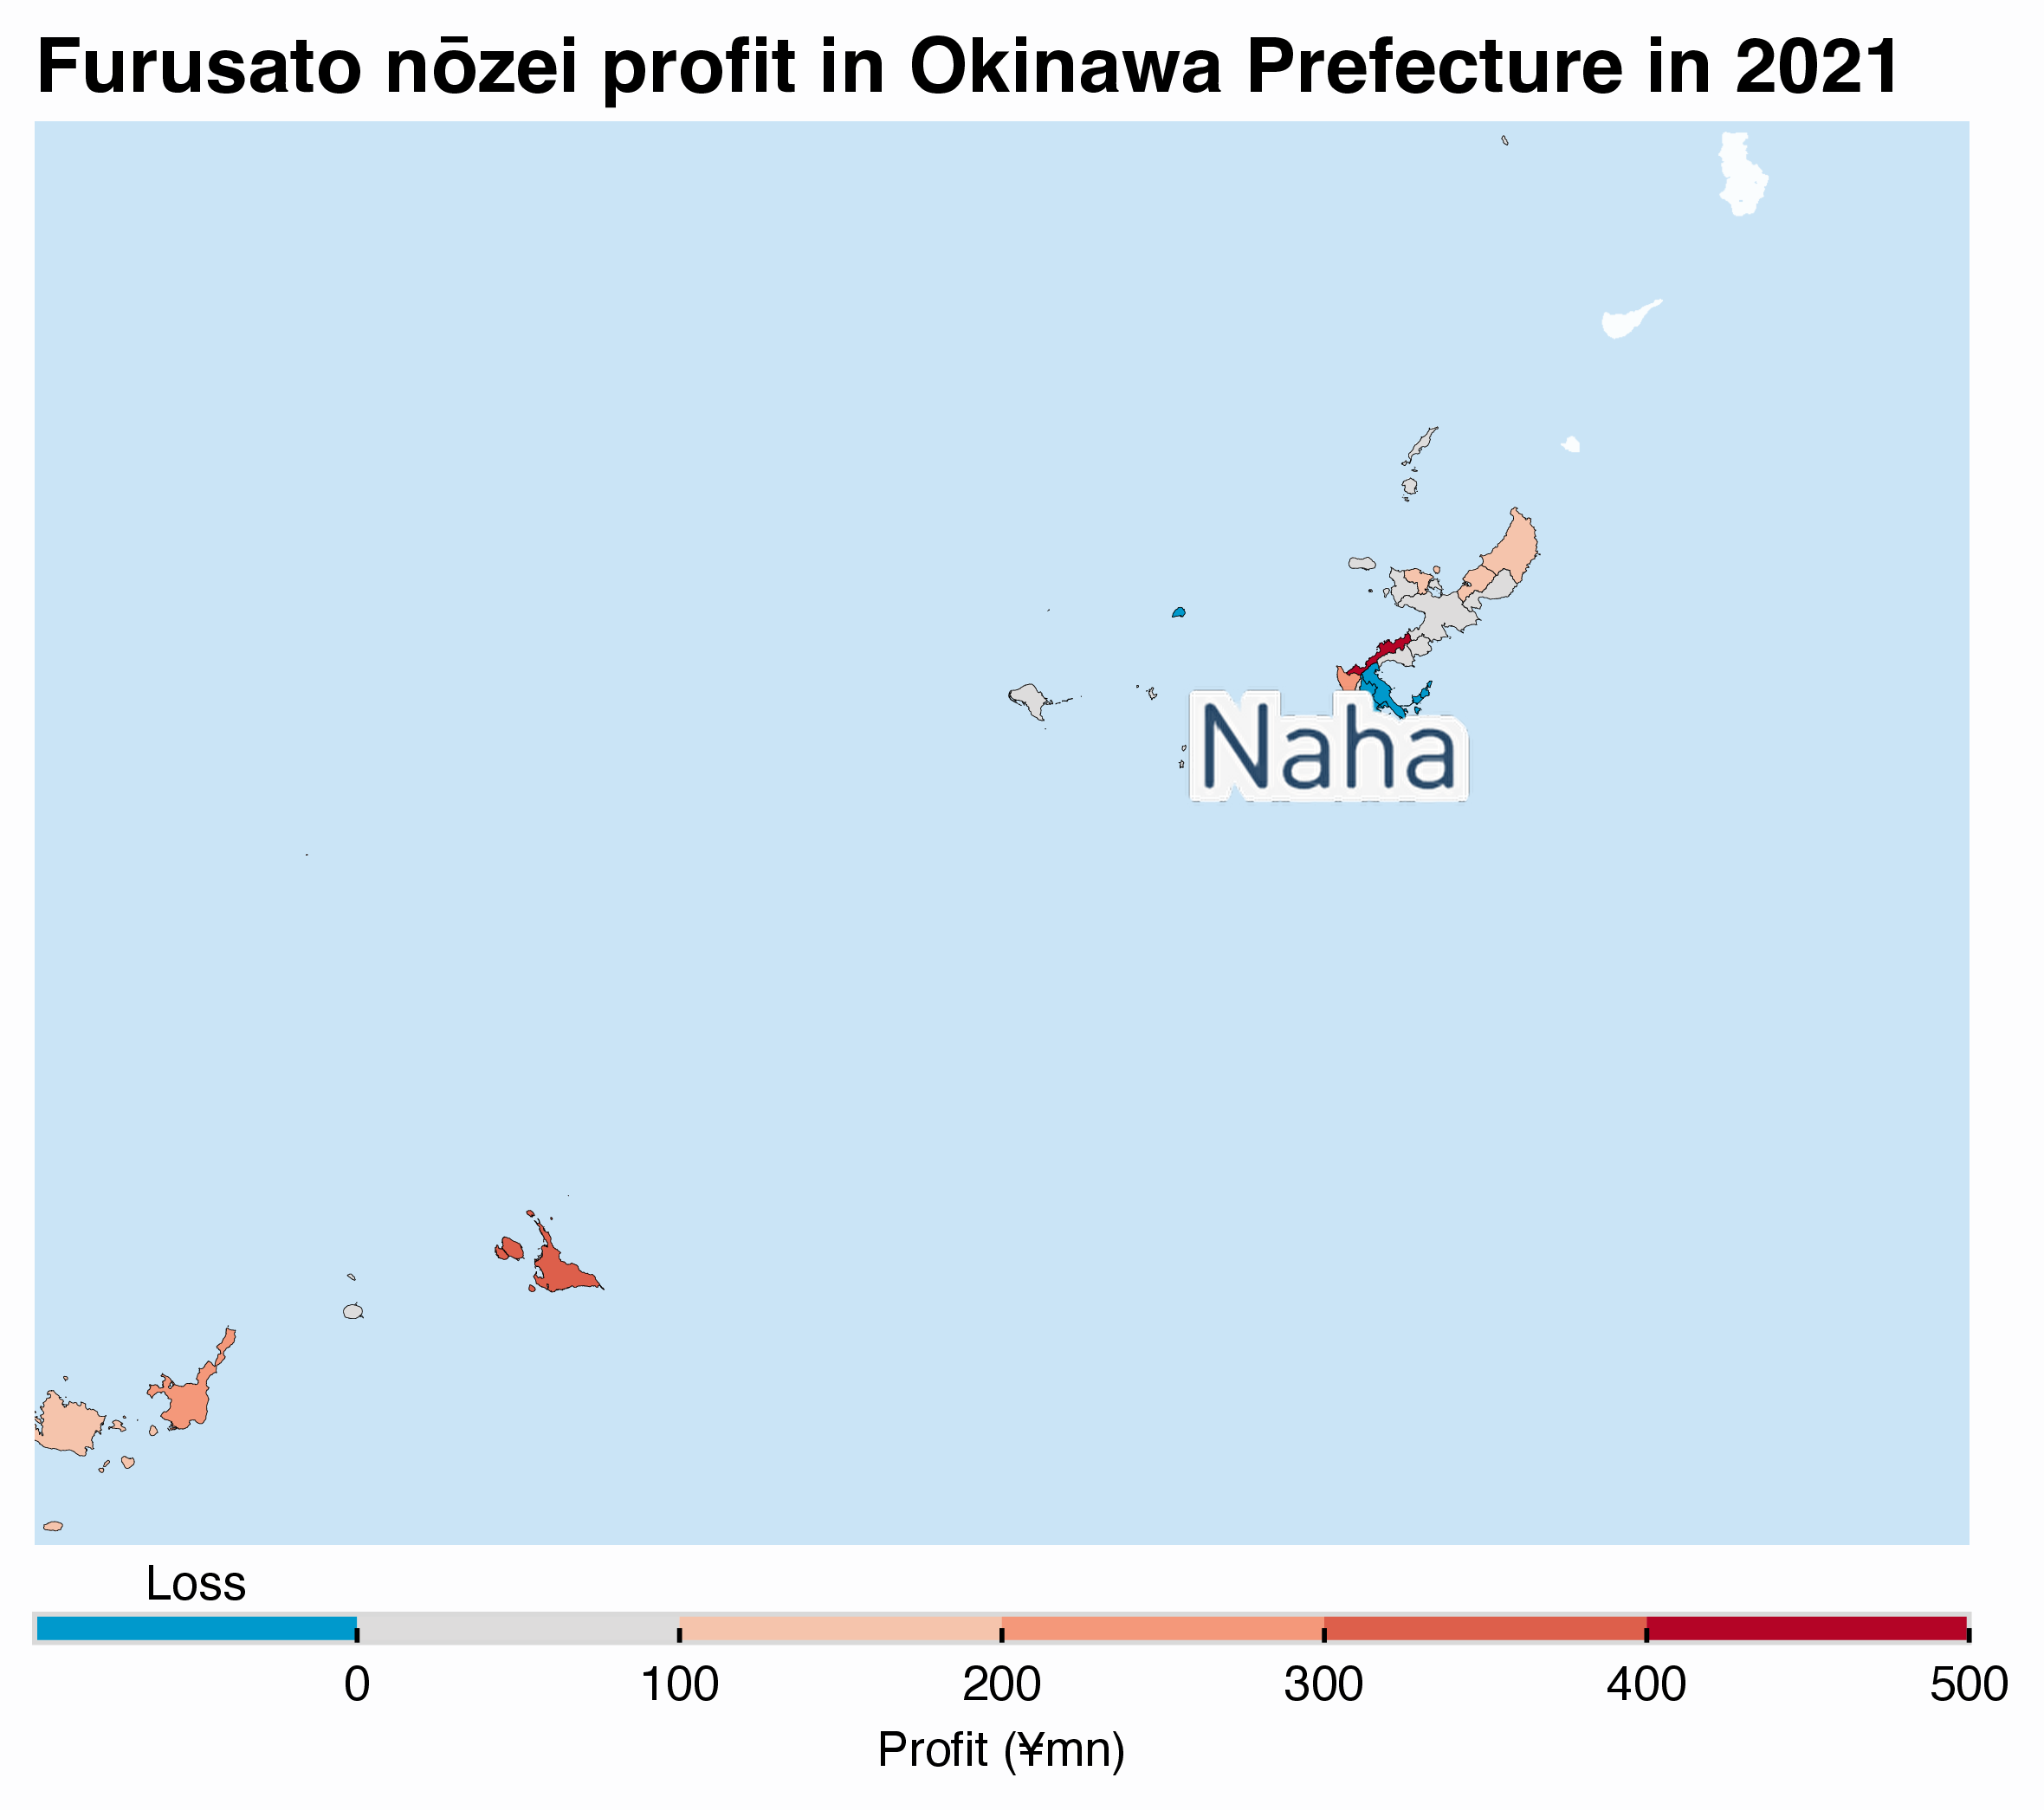 Furusato nōzei profit in Okinawa Prefecture in 2021
Naha
Loss
0 100 200 300 400 500
Profit (¥mn)